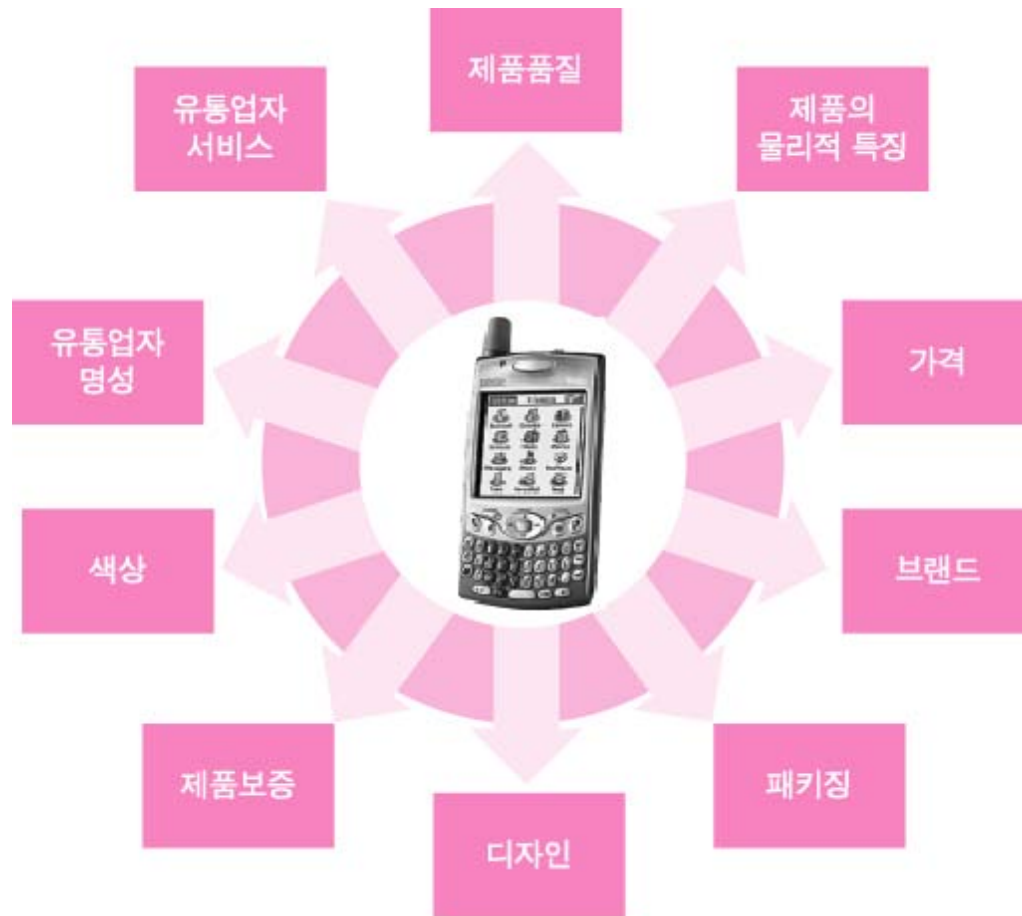 제품품질
제품의
물리적 특징
가격
브랜드
패키징
디자인
제품보증
색상
유통업자
명성
유통업자
서비스